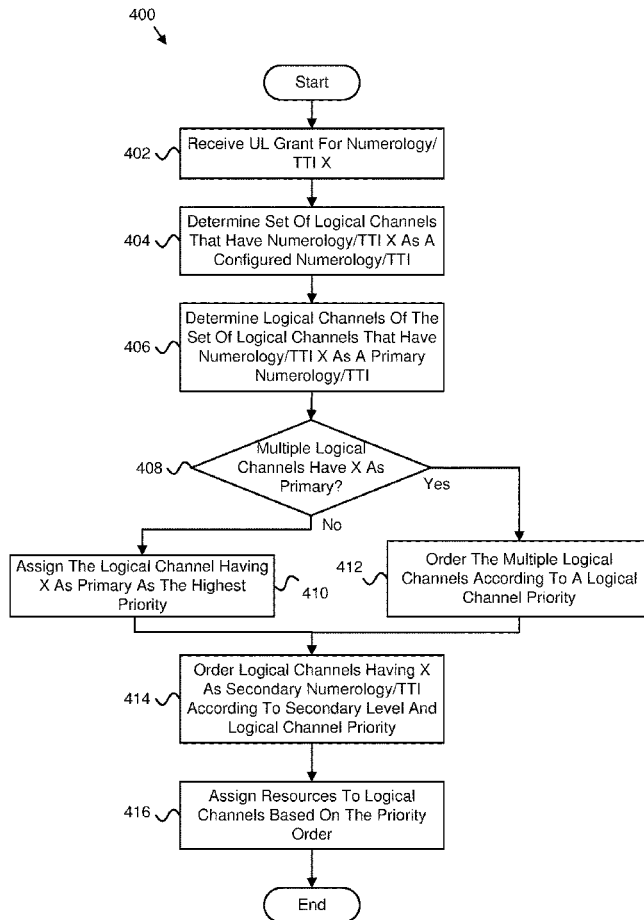 400
Start
402
Receive UL Grant For Numerology/
TTI X
404
Determine Set Of Logical Channels
That Have Numerology/TTI X As A
Configured Numerology/TTI
406
Determine Logical Channels Of The
Set Of Logical Channels That Have
Numerology/TTI X As A Primary
Numerology/TTI
408
Multiple Logical
Channels Have X As
Primary?
Yes
No
Assign The Logical Channel Having
X As Primary As The Highest
Priority
410
412
Order The Multiple Logical
Channels According To A Logical
Channel Priority
414
Order Logical Channels Having X
As Secondary Numerology/TTI
According To Secondary Level And
Logical Channel Priority
416
Assign Resources To Logical
Channels Based On The Priority
Order
End